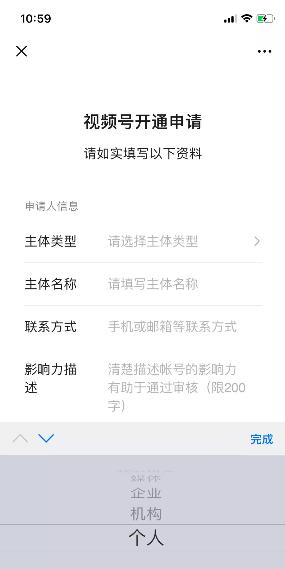 10:59
视频号开通申请
请如实填写以下资料
申请人信息
主体类型 请选择主体类型
主体名称 请填写主体名称
联系方式 手机或邮箱等联系方式
影响力描述 清楚描述帐号的影响力
有助于通过审核（限200
字）
完成
媒体
企业
机构
个人